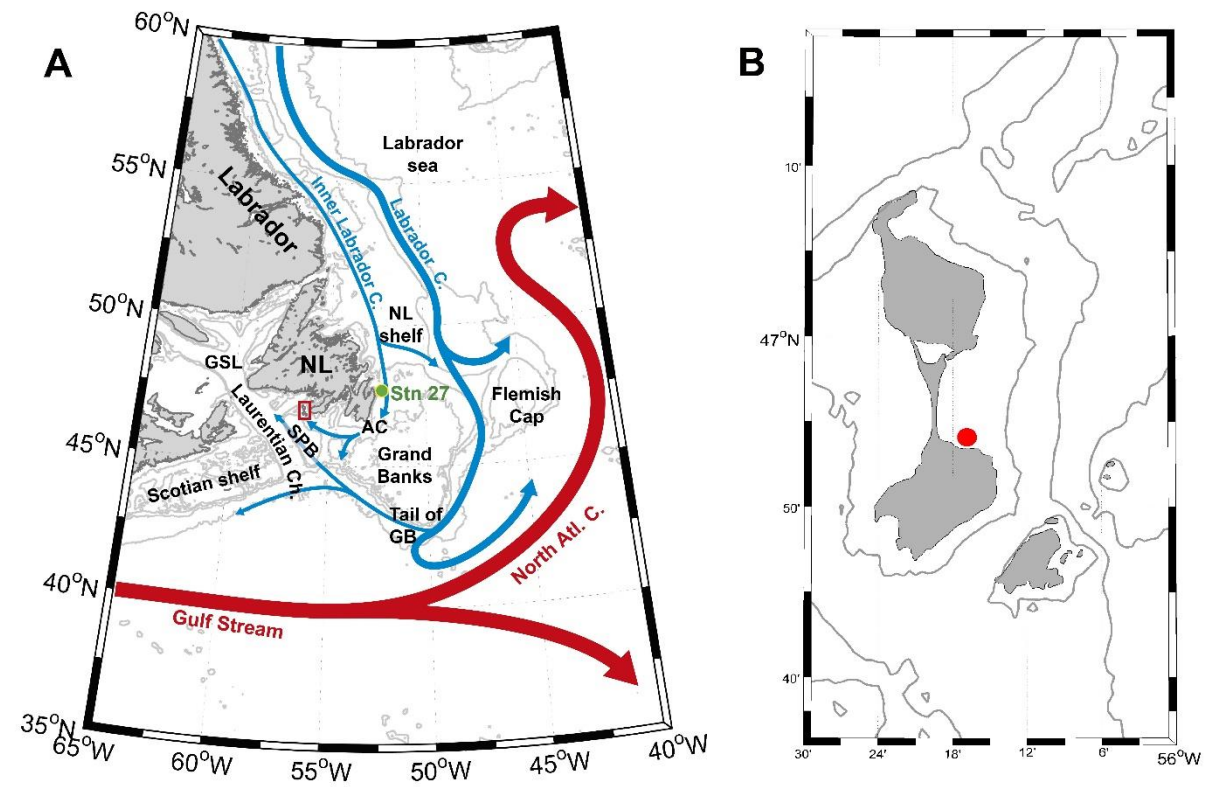 A
60°N
55°N
50°N
45°N
40°N
35°N
65°W
60°W
55°W
50°W
45°W
40°W
Labrador
sea
Labrador
Inner Labrador C.
Labrador C.
NL
shelf
GSL
NL
Stn 27
Flemish
Cap
Laurentian Ch.
SPB
AC
Grand
Banks
Scotian shelf
Tail of
GB
North Atl. C.
Gulf Stream
B
10'
47°N
50'
40'
30'
24'
18'
12'
6'
56°W